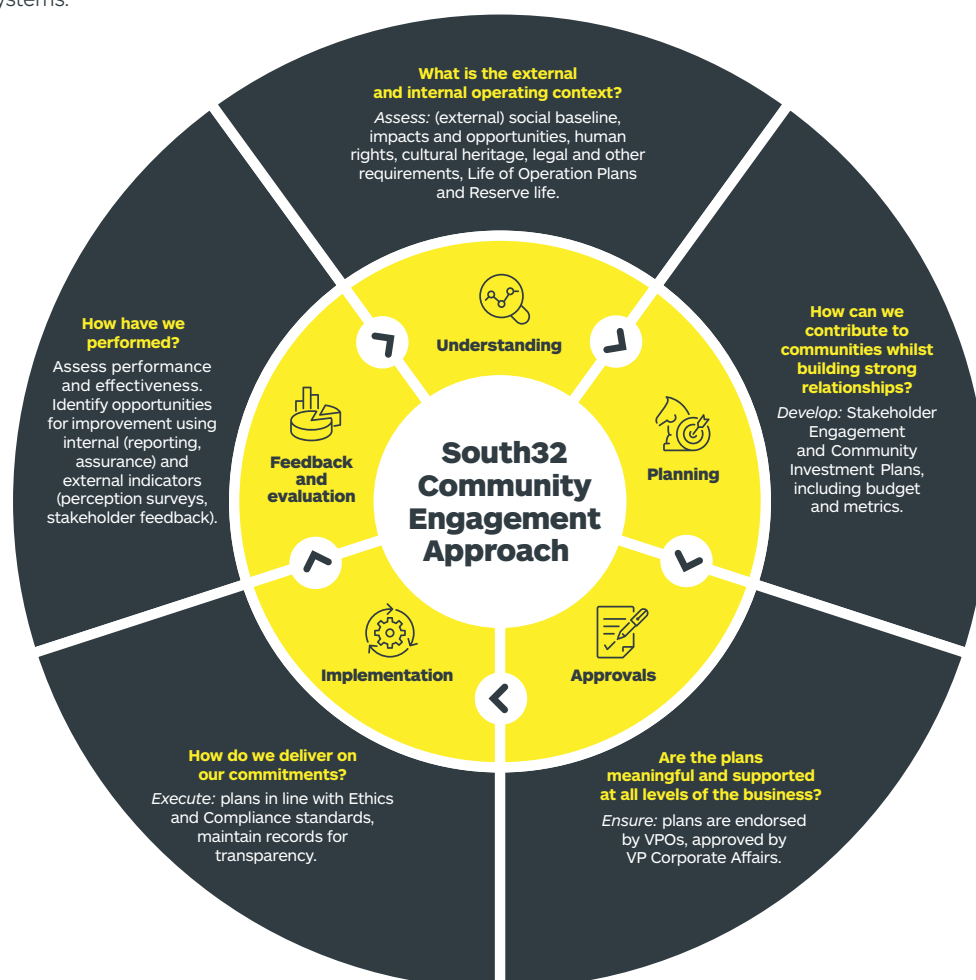 ystems.
What is the external
and internal operating context?
Assess: (external) social baseline,
impacts and opportunities, human
rights, cultural heritage, legal and other
requirements, Life of Operation Plans
and Reserve life.
How can we
contribute to
communities whilst
building strong
relationships?
Develop: Stakeholder
Engagement
and Community
Investment Plans,
including budget
and metrics.
Are the plans
meaningful and supported
at all levels of the business?
Ensure: plans are endorsed
by VPOs, approved by
VP Corporate Affairs.
How do we deliver on
our commitments?
Execute: plans in line with Ethics
and Compliance standards,
maintain records for
transparency.
How have we
performed?
Assess performance
and effectiveness.
Identify opportunities
for improvement using
internal (reporting,
assurance) and
external indicators
(perception surveys,
stakeholder feedback).
Understanding
Planning
Approvals
Implementation
Feedback
and
evaluation
South32
Community
Engagement
Approach